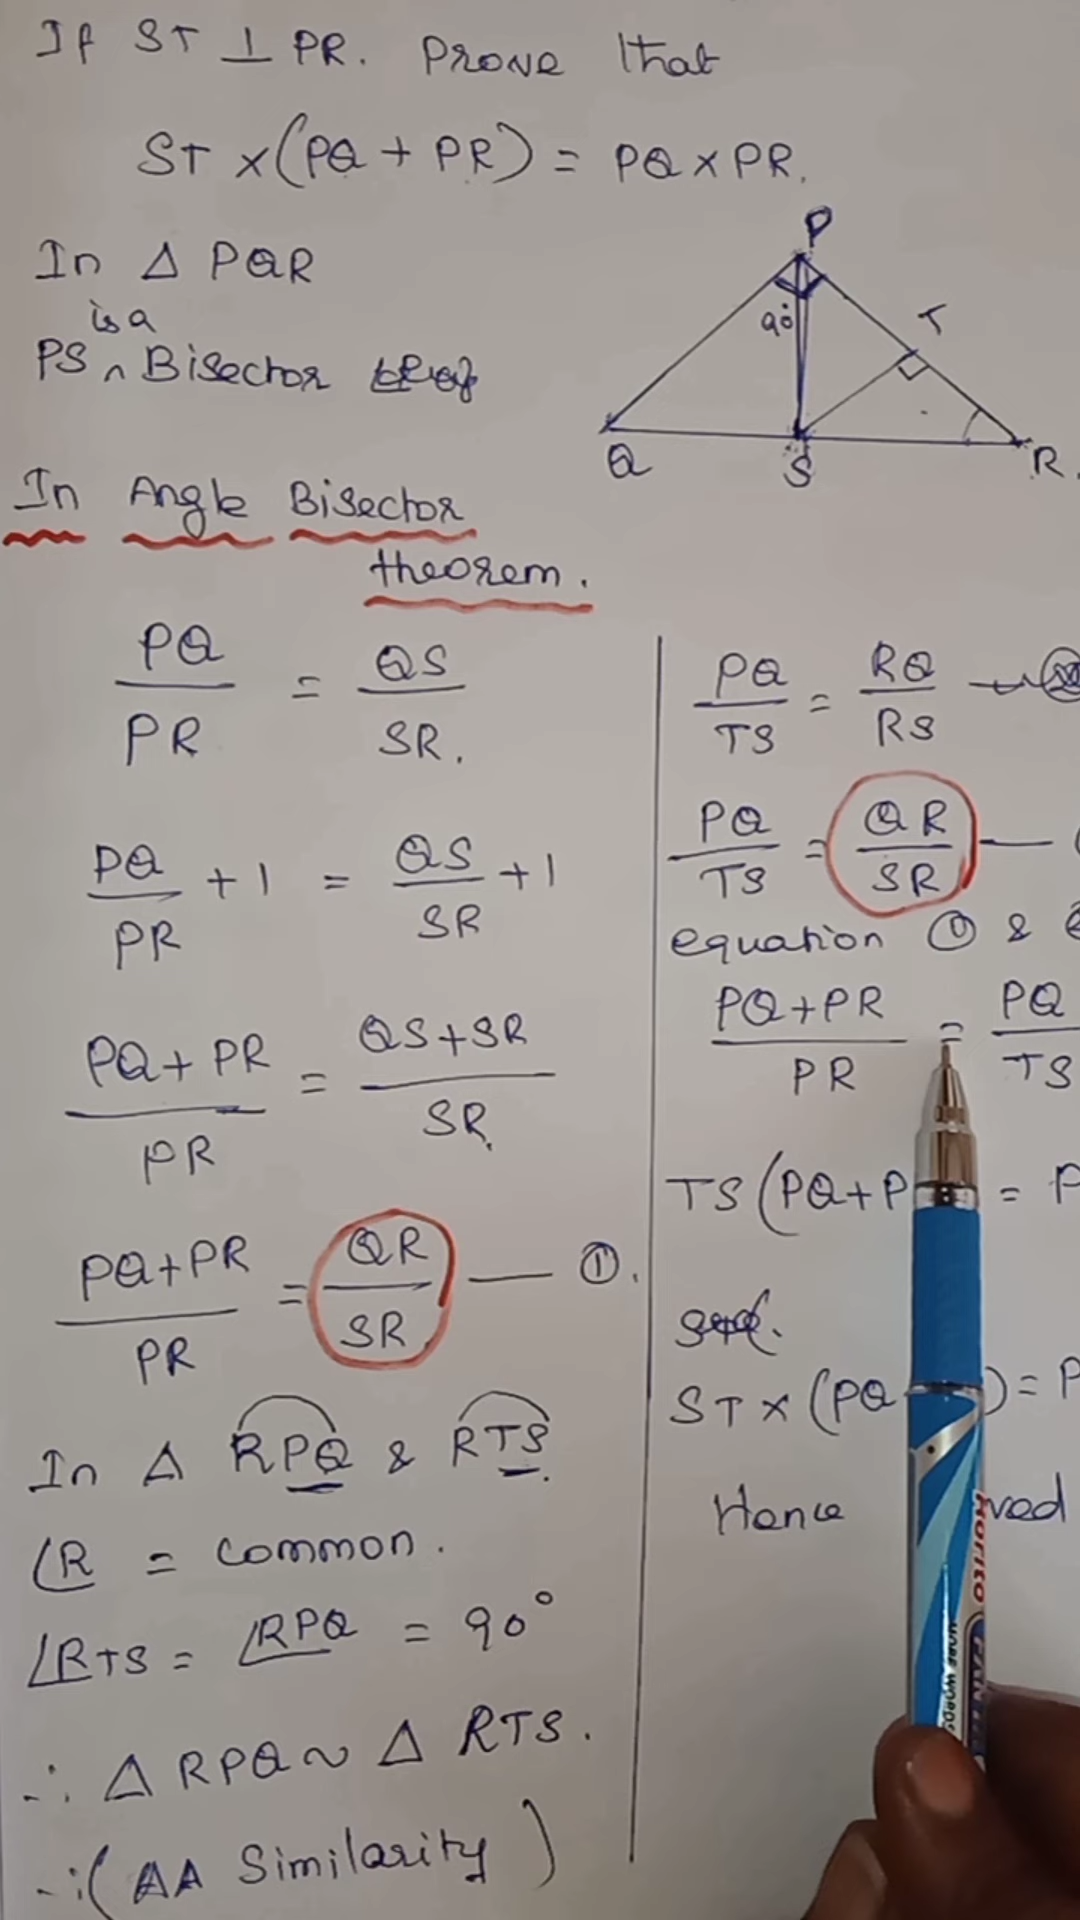 If ST ⊥ PR. Prove that
ST × (PQ + PR) = PQ × PR.
In △ PQR
is a
PS ∧ Bisector
P
90°
T
Q
S
R.
In Angle Bisector
theorem.
PQ/PR = QS/SR.
PQ/PR + 1 = QS/SR + 1
PQ + PR/PR = QS + SR/SR.
PQ + PR/PR = QR/SR — ①.
In △ RPQ & RTS.
∠R = Common.
∠RTS = ∠RPQ = 90°
∴ △ RPQ ~ △ RTS.
∴ (AA Similarity)
PQ/TS = RQ/RS
PQ/TS = QR/SR —
equation ① &
PQ + PR/PR = PQ/TS
TS (PQ + P = P
ST × (PQ ) = P
Hence ved
Horito